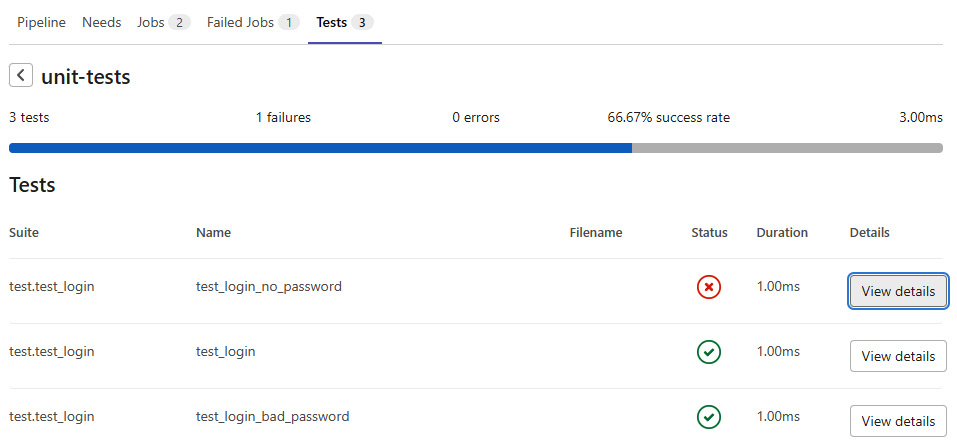 Pipeline Needs Jobs 2 Failed Jobs 1 Tests 3
unit-tests
3 tests 1 failures 0 errors 66.67% success rate 3.00ms
Tests
Suite Name Filename Status Duration Details
test.test_login test_login_no_password 1.00ms View details
test.test_login test_login 1.00ms View details
test.test_login test_login_bad_password 1.00ms View details